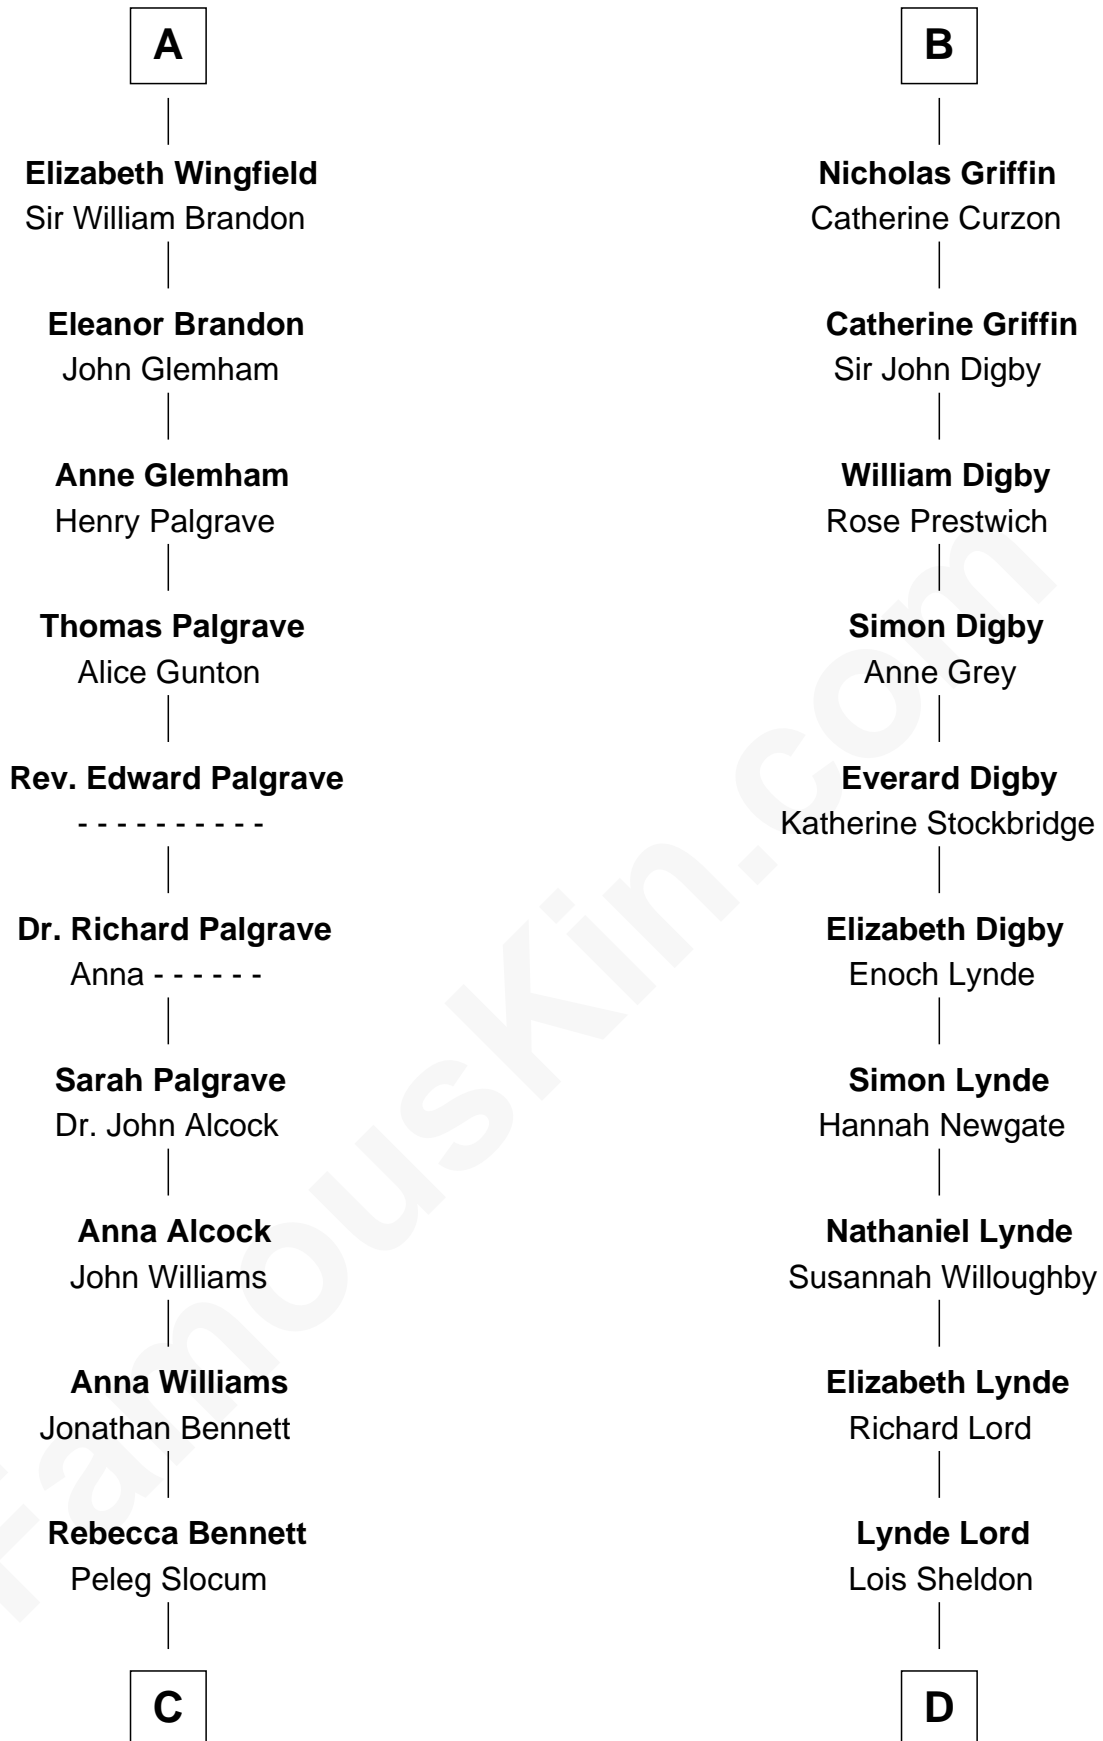 A
Elizabeth Wingfield
Sir William Brandon
Eleanor Brandon
John Glemham
Anne Glemham
Henry Palgrave
Thomas Palgrave
Alice Gunton
Rev. Edward Palgrave
- - - - - - - - - -
Dr. Richard Palgrave
Anna - - - - - -
Sarah Palgrave
Dr. John Alcock
Anna Alcock
John Williams
Anna Williams
Jonathan Bennett
Rebecca Bennett
Peleg Slocum
C
B
Nicholas Griffin
Catherine Curzon
Catherine Griffin
Sir John Digby
William Digby
Rose Prestwich
Simon Digby
Anne Grey
Everard Digby
Katherine Stockbridge
Elizabeth Digby
Enoch Lynde
Simon Lynde
Hannah Newgate
Nathaniel Lynde
Susannah Willoughby
Elizabeth Lynde
Richard Lord
Lynde Lord
Lois Sheldon
D
FamousKin.com